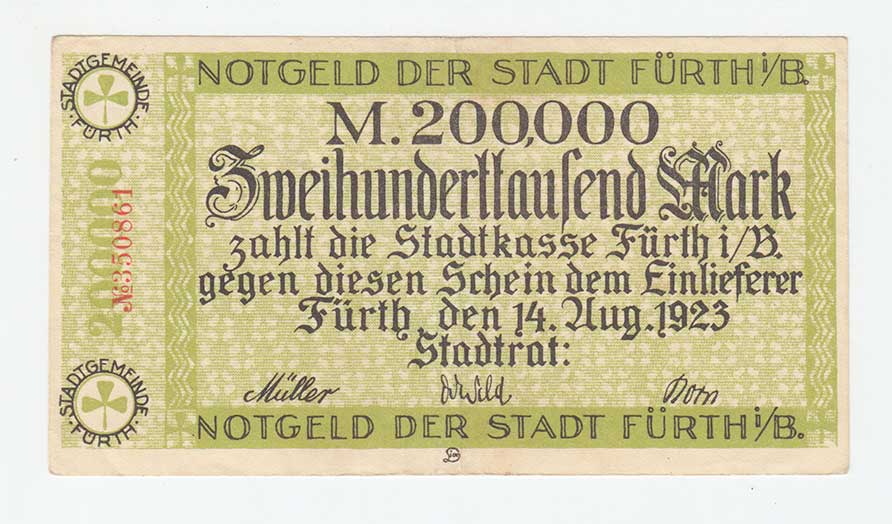 STADTGEMEINDE
FÜRTH
200000
№350861
STADTGEMEINDE
FÜRTH
NOTGELD DER STADT FÜRTH i/B.
M. 200,000
Zweihunderttausend Mark
zahlt die Stadtkasse Fürth i/B.
gegen diesen Schein dem Einlieferer
Fürth, den 14. Aug. 1923
Stadtrat:
Müller
NOTGELD DER STADT FÜRTH i/B.